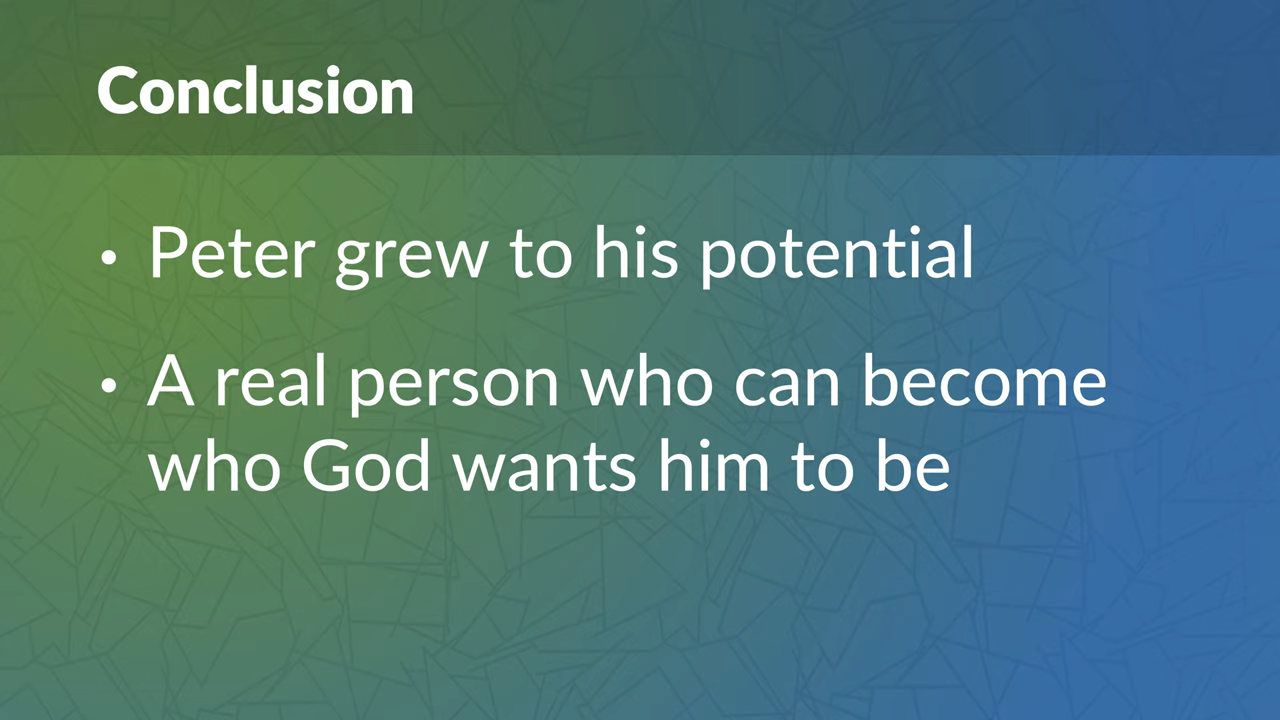 Conclusion
• Peter grew to his potential
• A real person who can become
who God wants him to be